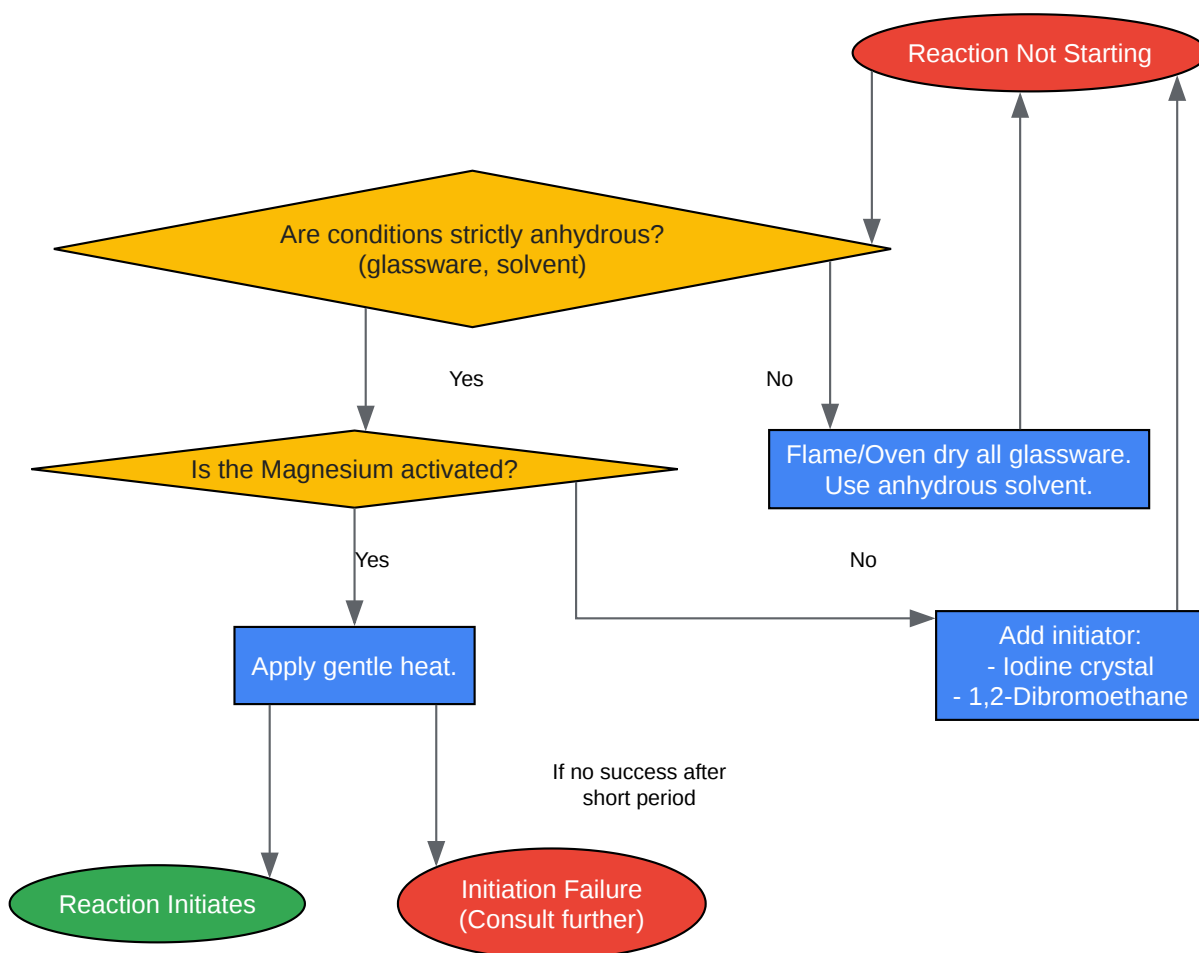 Reaction Not Starting
Are conditions strictly anhydrous?
(glassware, solvent)
Yes
No
Flame/Oven dry all glassware.
Use anhydrous solvent.
Is the Magnesium activated?
Yes
No
Add initiator:
- Iodine crystal
- 1,2-Dibromoethane
Apply gentle heat.
If no success after
short period
Reaction Initiates
Initiation Failure
(Consult further)